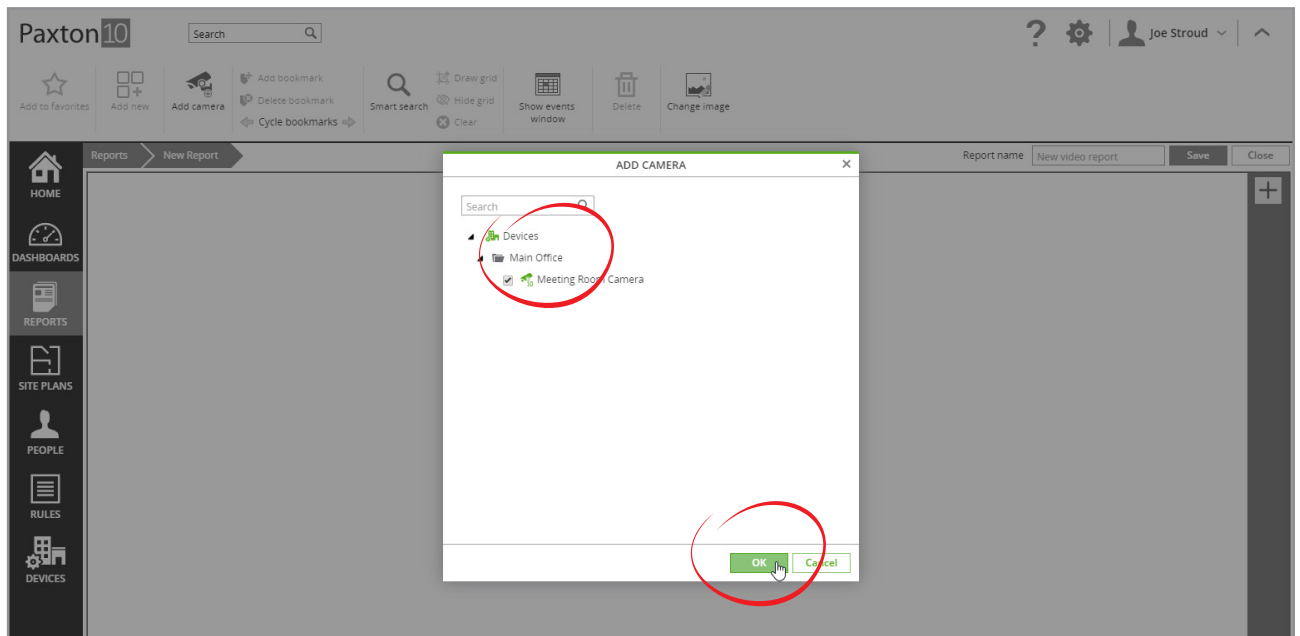 Paxton10
Search
Joe Stroud
Add to favorites
Add new
Add camera
Add bookmark
Delete bookmark
Cycle bookmarks
Smart search
Draw grid
Hide grid
Clear
Show events
window
Delete
Change image
Reports
New Report
Report name
New video report
Save
Close
HOME
DASHBOARDS
REPORTS
SITE PLANS
PEOPLE
RULES
DEVICES
ADD CAMERA
Search
Devices
Main Office
10
Meeting Room Camera
OK
Cancel